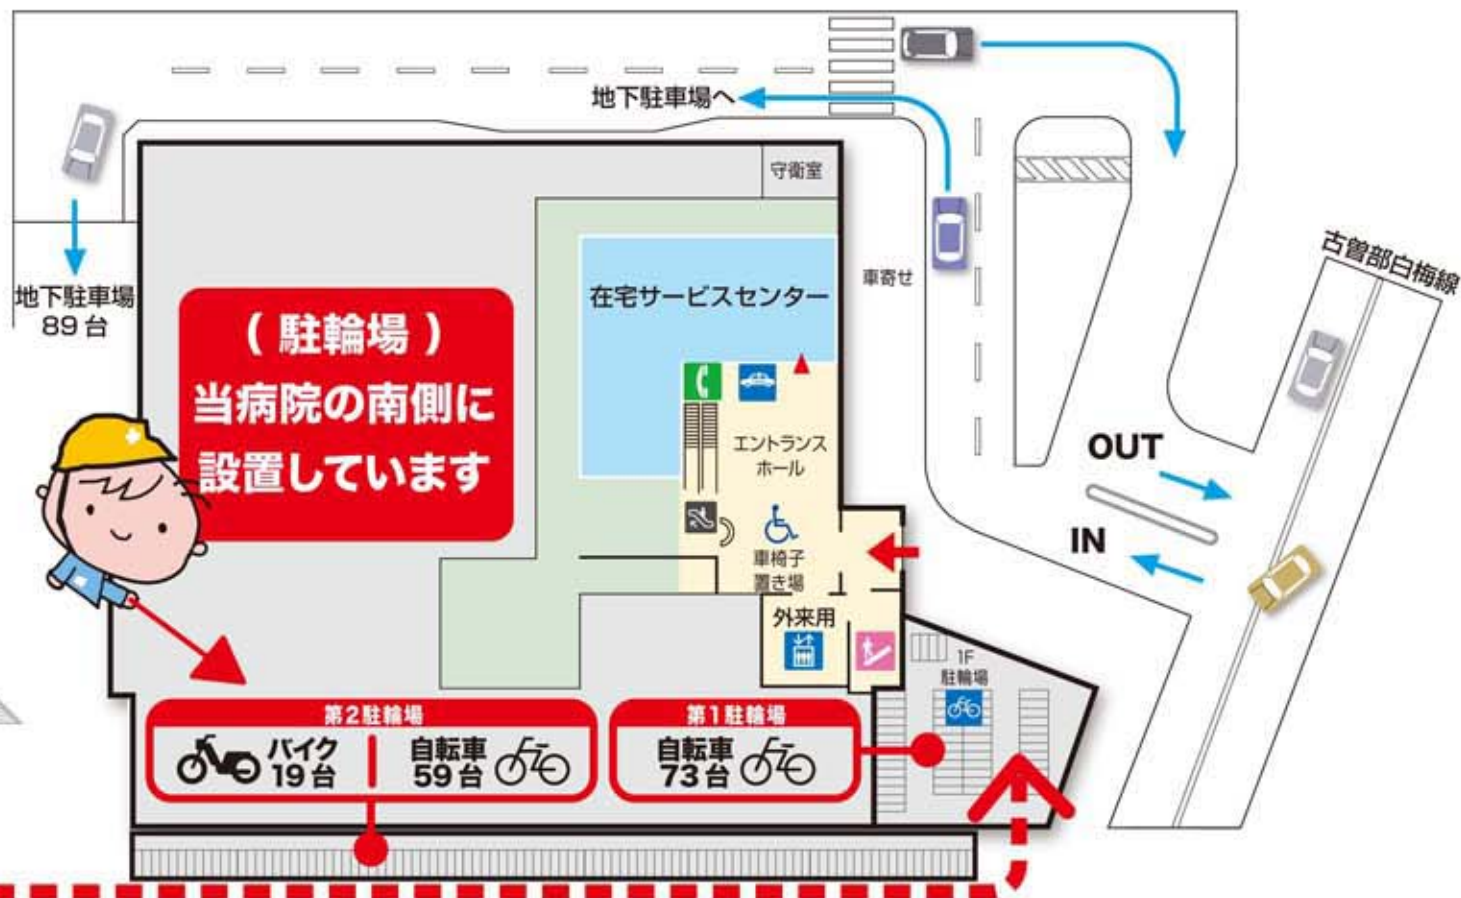 地下駐車場へ
守衛室
古曽部白梅線
車寄せ
地下駐車場
89台
在宅サービスセンター
(駐輪場)
当病院の南側に
設置しています
エントランス
ホール
OUT
IN
車椅子
置き場
外来用
1F
駐輪場
第2駐輪場
バイク
19台
自転車
59台
第1駐輪場
自転車
73台